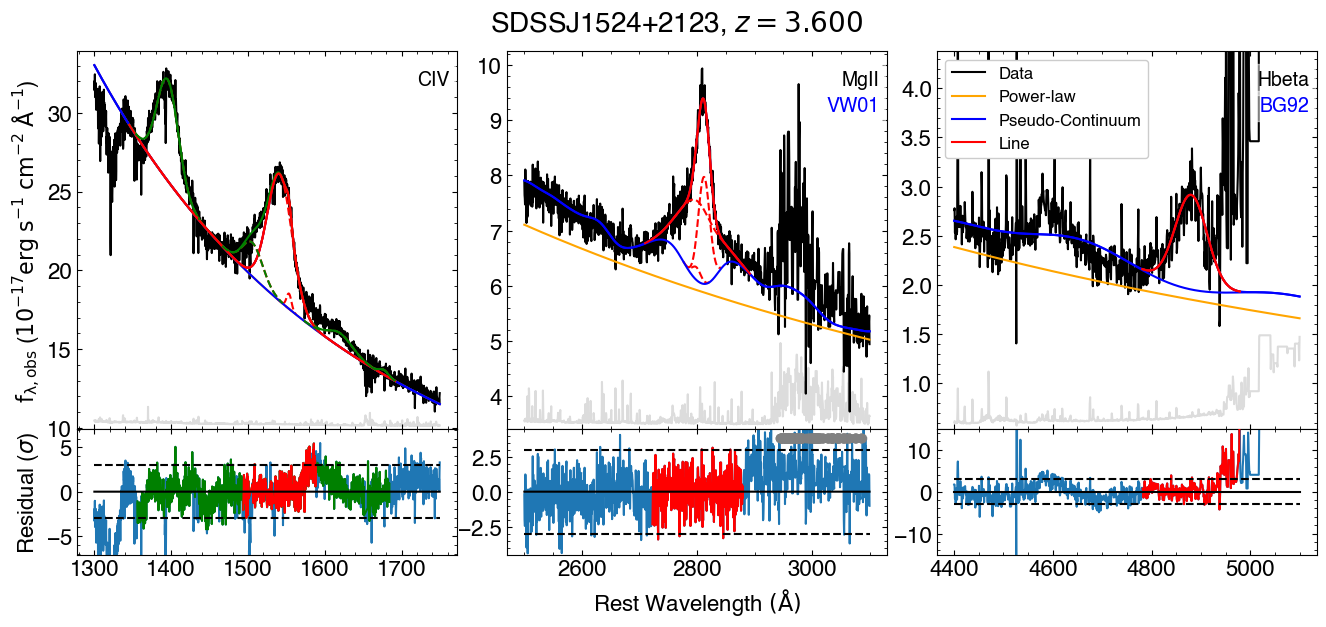 SDSSJ1524+2123, z = 3.600
CIV
MgII
VW01
Hbeta
BG92
Data
Power-law
Pseudo-Continuum
Line
f_λ,obs (10⁻¹⁷erg s⁻¹ cm⁻² Å⁻¹)
30
25
20
15
10
10
9
8
7
6
5
4
4.0
3.5
3.0
2.5
2.0
1.5
1.0
Residual (σ)
5
0
−5
2.5
0.0
−2.5
10
0
−10
1300 1400 1500 1600 1700
2600 2800 3000
4400 4600 4800 5000
Rest Wavelength (Å)